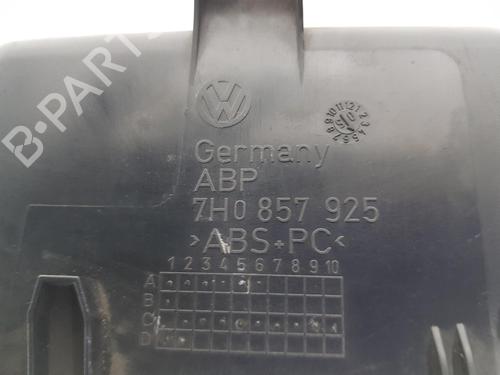 B-PARTS
VW
Germany
ABP
7H0 857 925
>ABS+PC<
1 2 3 4 5 6 7 8 9 10
A
B
C
D